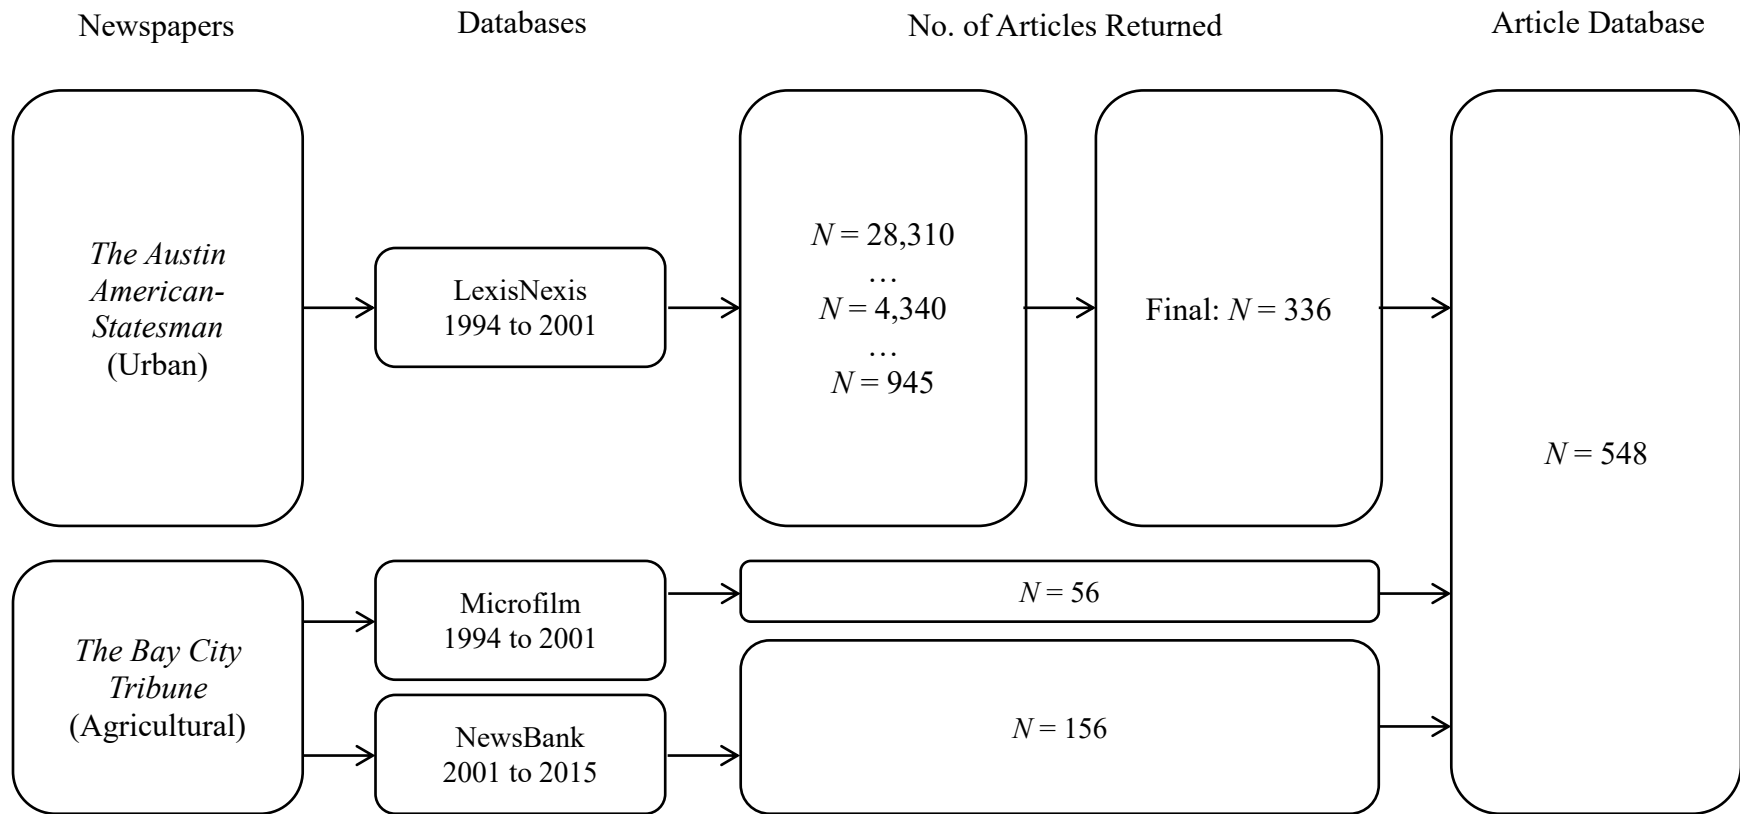 Newspapers
Databases
No. of Articles Returned
Article Database
The Austin
American-
Statesman
(Urban)
LexisNexis
1994 to 2001
N = 28,310
…
N = 4,340
…
N = 945
Final: N = 336
N = 548
The Bay City
Tribune
(Agricultural)
Microfilm
1994 to 2001
N = 56
NewsBank
2001 to 2015
N = 156